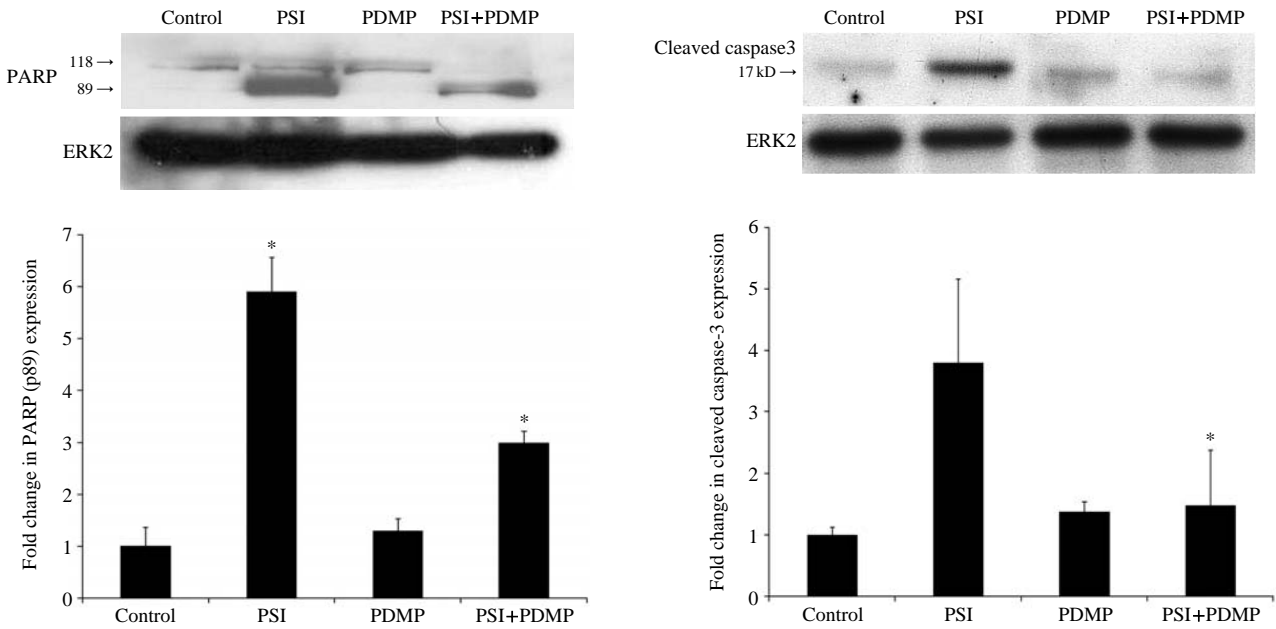 Control PSI PDMP PSI+PDMP
118 →
PARP
89 →
ERK2
7
6
5
4
3
2
1
0
Fold change in PARP (p89) expression
*
*
Control PSI PDMP PSI+PDMP
Control PSI PDMP PSI+PDMP
Cleaved caspase3
17 kD →
ERK2
6
5
4
3
2
1
0
Fold change in cleaved caspase-3 expression
*
Control PSI PDMP PSI+PDMP